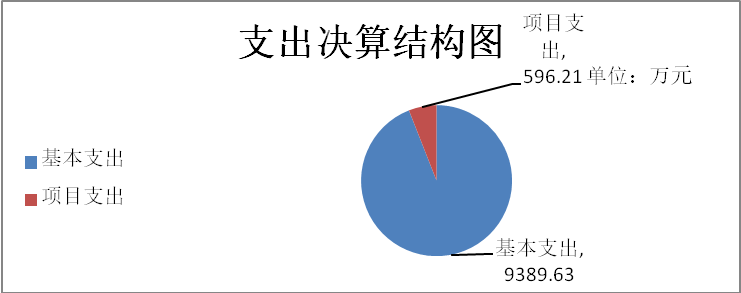 支出决算结构图
项目支
出,
596.21 单位：万元
基本支出
项目支出
基本支出,
9389.63